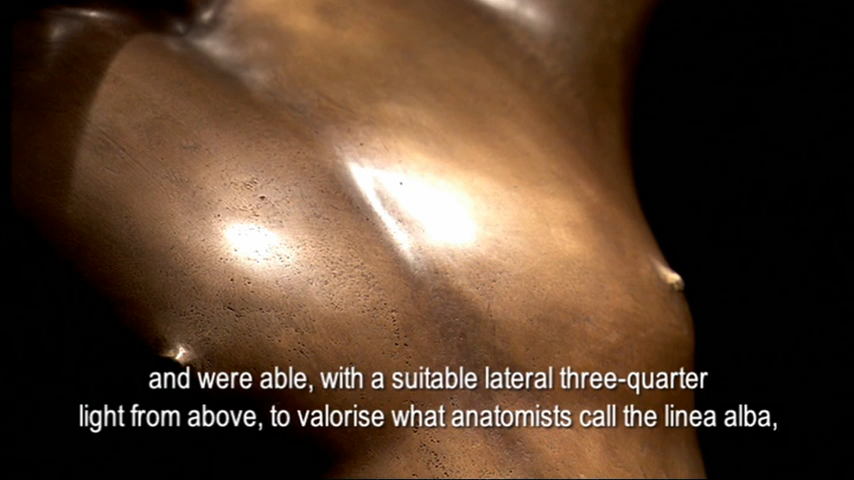 and were able, with a suitable lateral three-quarter
light from above, to valorise what anatomists call the linea alba,